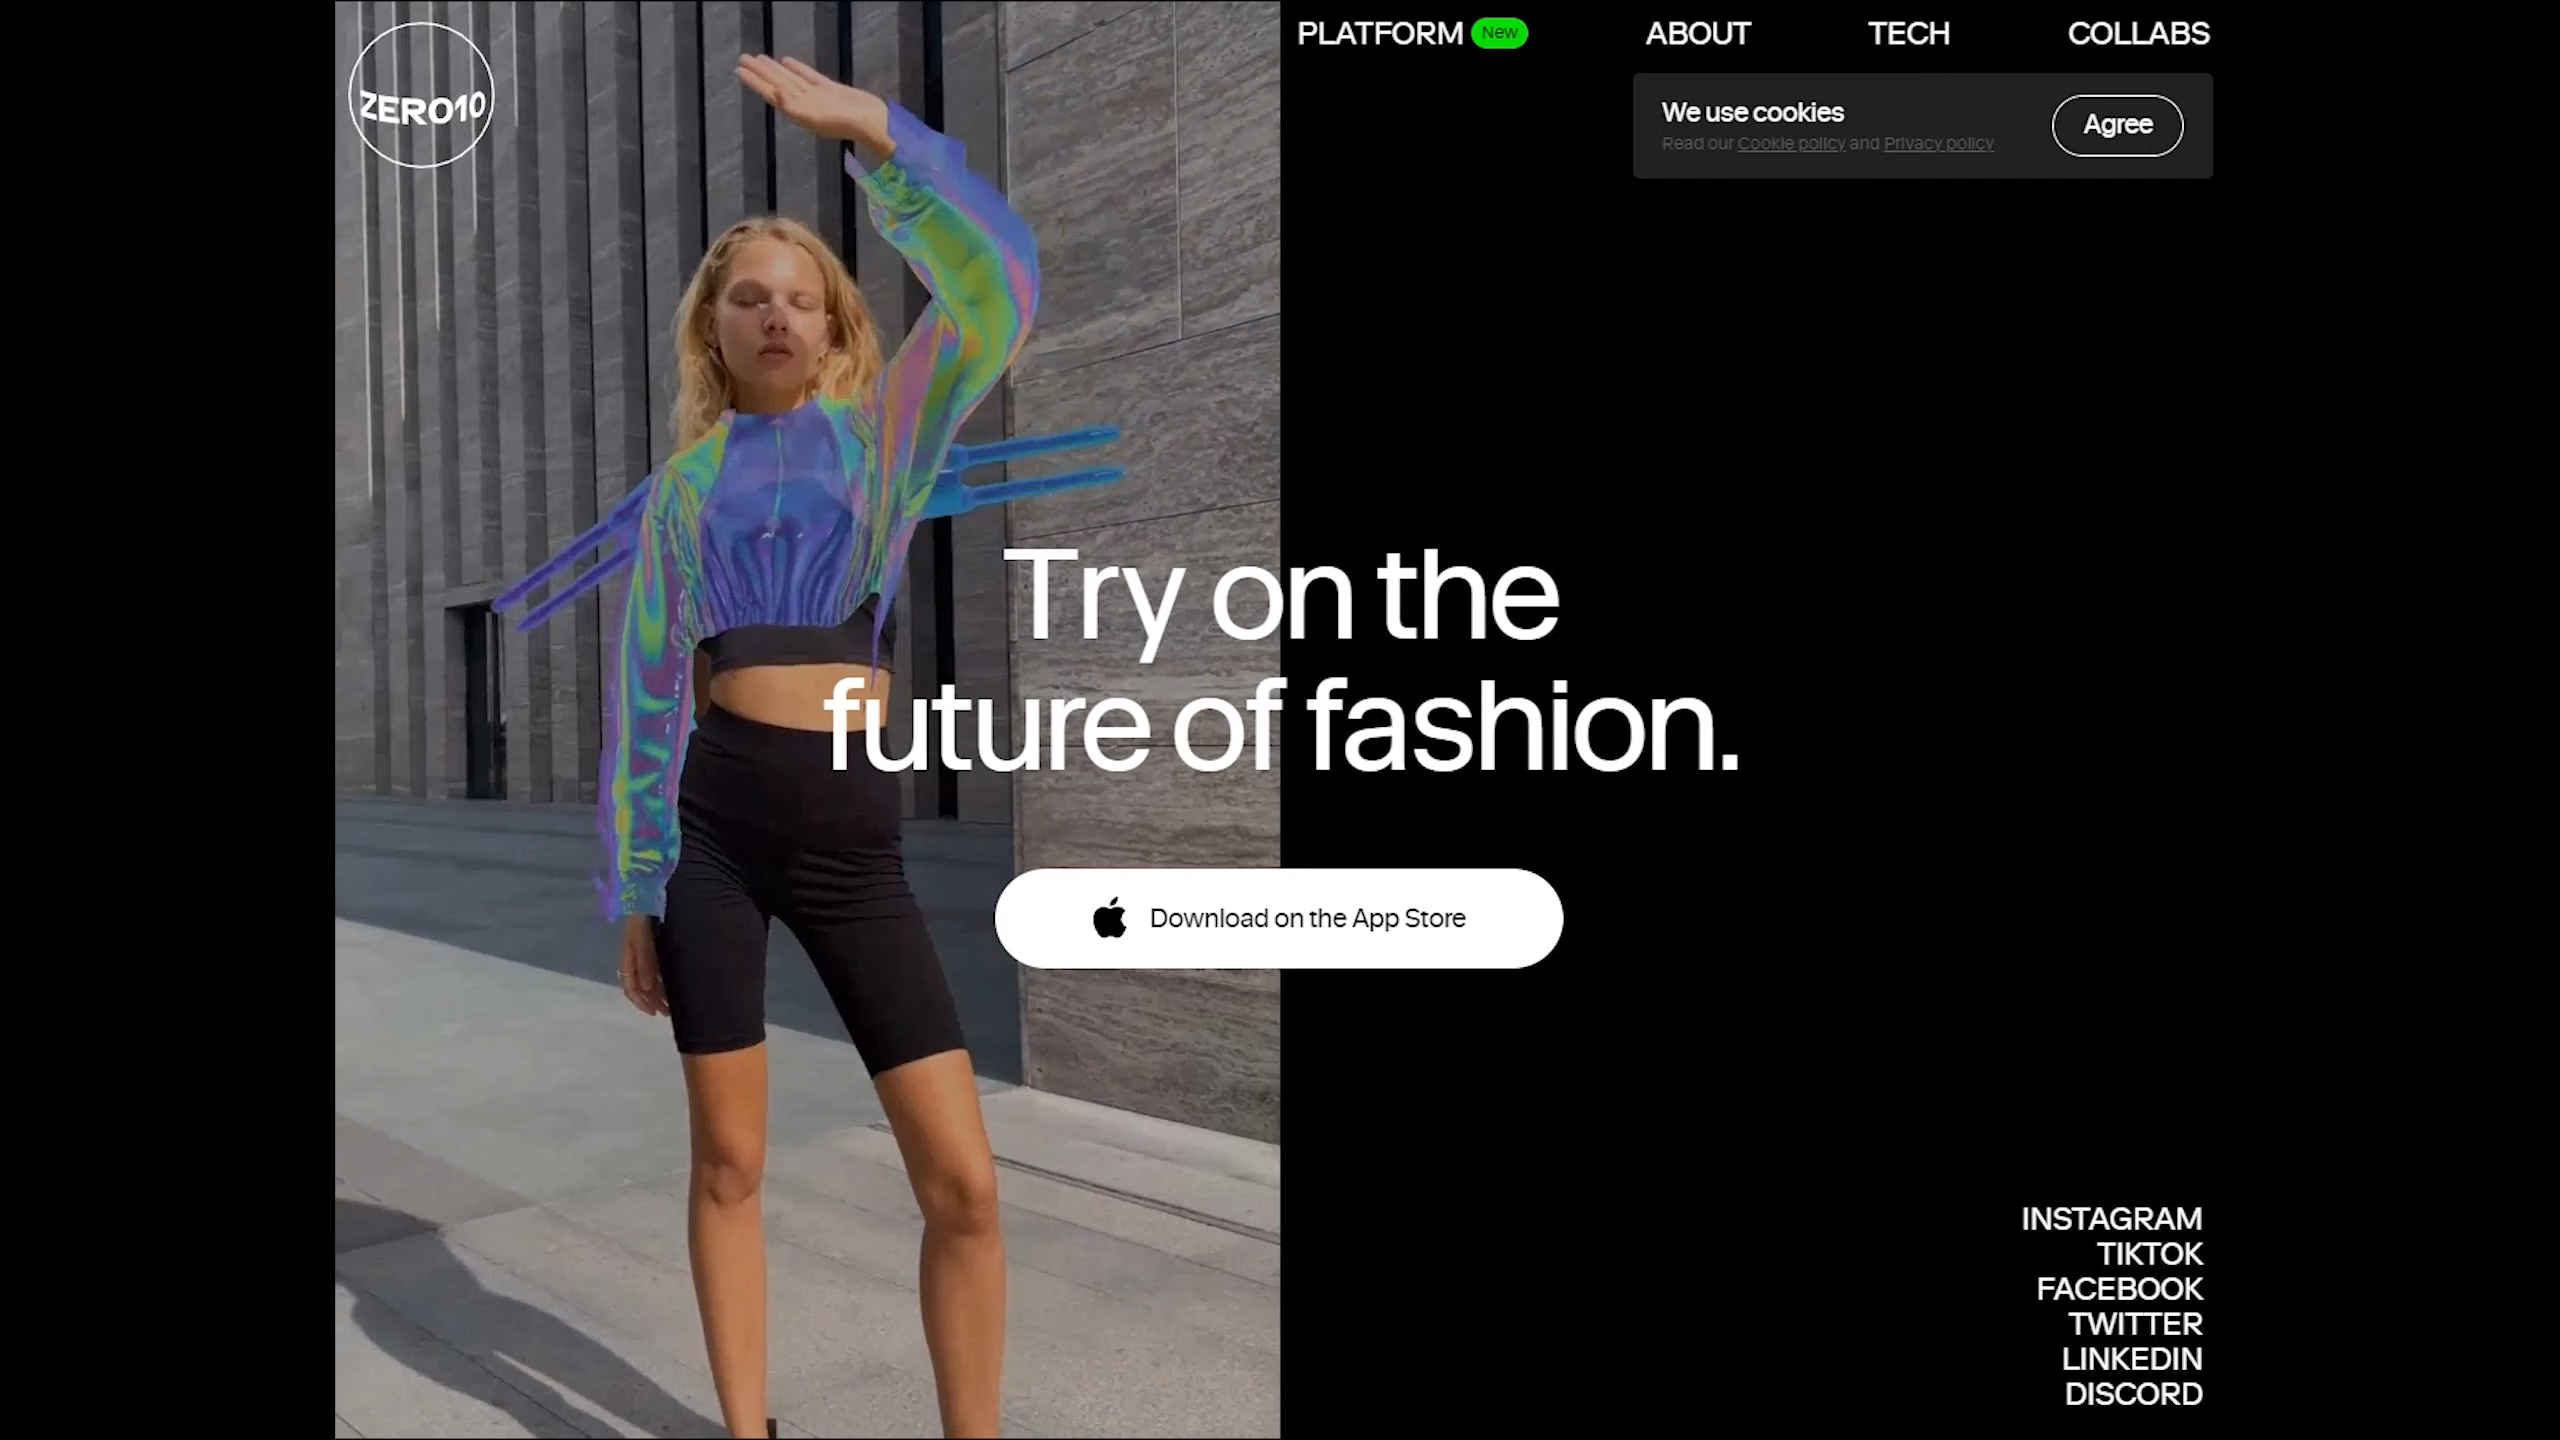 ZERO10
PLATFORM New ABOUT TECH COLLABS
We use cookies
Read our Cookie policy and Privacy policy
Agree
Try on the
future of fashion.
Download on the App Store
INSTAGRAM
TIKTOK
FACEBOOK
TWITTER
LINKEDIN
DISCORD